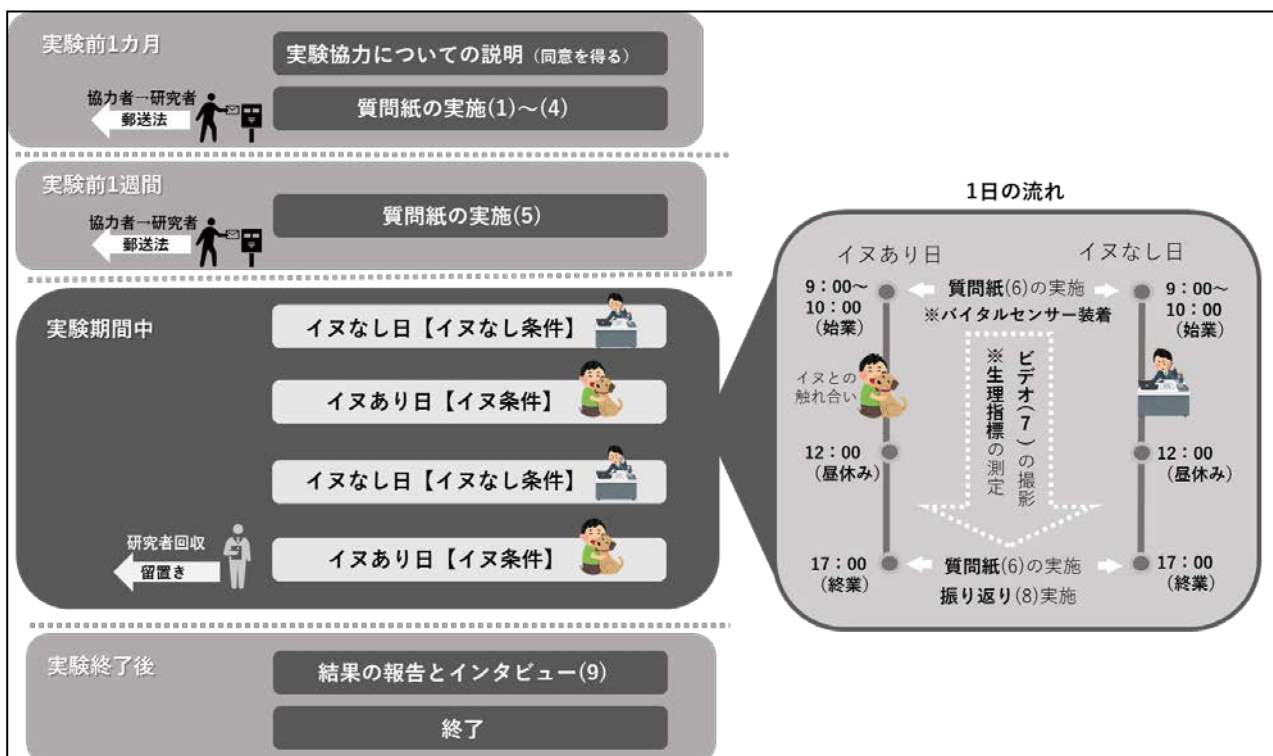 実験前1カ月
実験協力についての説明（同意を得る）
協力者→研究者
郵送法
質問紙の実施(1)～(4)
実験前1週間
質問紙の実施(5)
協力者→研究者
郵送法
実験期間中
イヌなし日【イヌなし条件】
イヌあり日【イヌ条件】
イヌなし日【イヌなし条件】
イヌあり日【イヌ条件】
研究者回収
留置き
実験終了後
結果の報告とインタビュー(9)
終了
1日の流れ
イヌあり日
イヌなし日
9：00～
10：00
(始業)
質問紙(6)の実施
※バイタルセンサー装着
9：00～
10：00
(始業)
イヌとの
触れ合い
ビデオ(7)の撮影
※生理指標の測定
12：00
(昼休み)
12：00
(昼休み)
17：00
(終業)
質問紙(6)の実施
振り返り(8)実施
17：00
(終業)